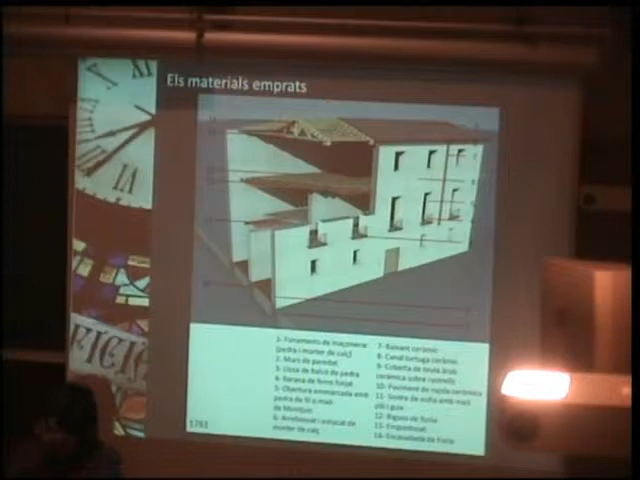 Els materials emprats
1- Fonaments de maçoneria
(pedra i morter de calç)
2- Murs de paredat
3- Llosa de balcó de pedra
4- Barana de ferro forjat
5- Obertura emmarcada amb
pedra de fil o maó
de Montjuïc
6- Arrebossat i estucat de
morter de calç
7- Baixant ceràmic
8- Canal tortuga ceràmic
9- Coberta de teula àrab
ceràmica sobre
10- Paviment de rajola ceràmica
11- Sostre de volta amb maó
i guix
12- Bigues de fusta
13- Empostissat
14- Encavallada de fusta
1763
VI